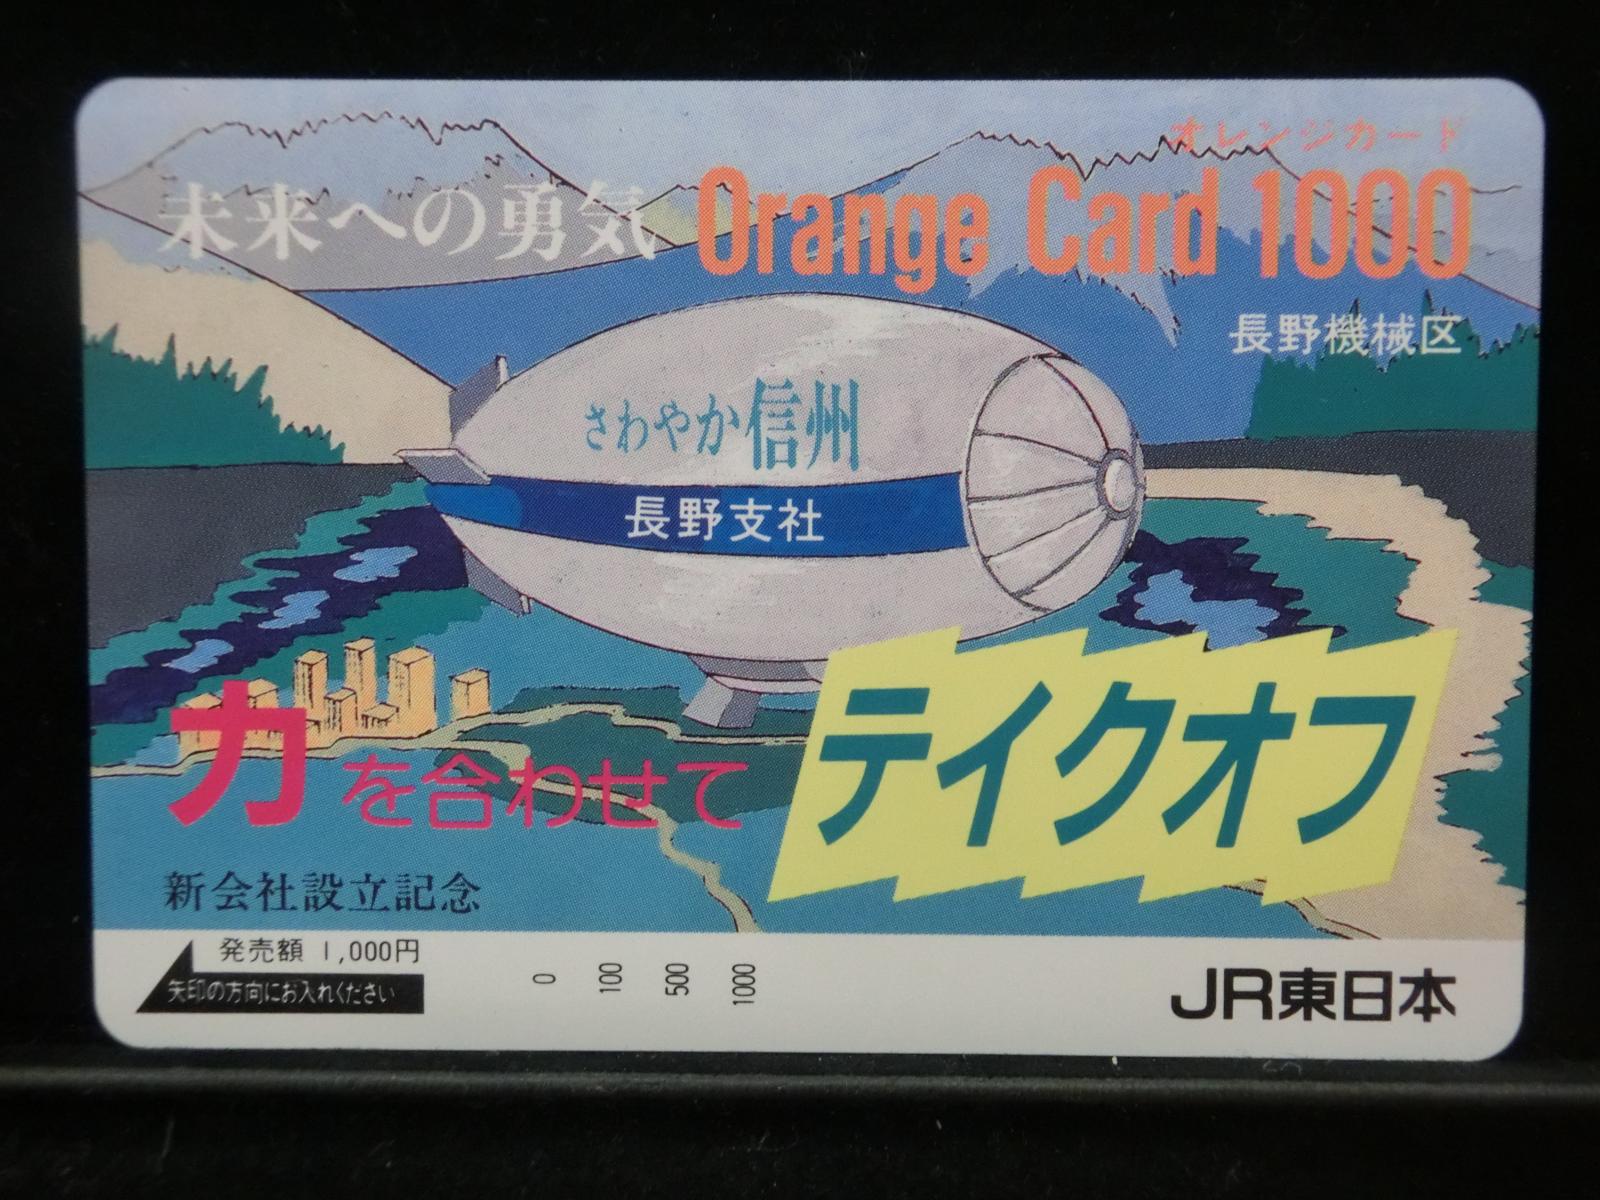 オレンジカード
未来への勇気 Orange Card 1000
長野機械区
さわやか信州
長野支社
力を合わせて テイクオフ
新会社設立記念
発売額 1,000円
矢印の方向にお入れください
0 100 500 1000
JR東日本